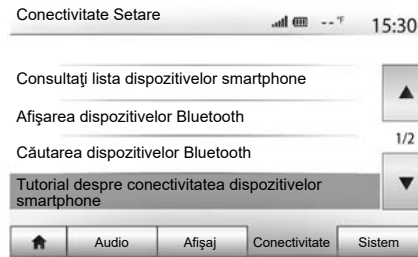 Conectivitate Setare
-- °F
15:30
Consultaţi lista dispozitivelor smartphone
Afişarea dispozitivelor Bluetooth
1/2
Căutarea dispozitivelor Bluetooth
Tutorial despre conectivitatea dispozitivelor
smartphone
Audio
Afişaj
Conectivitate
Sistem